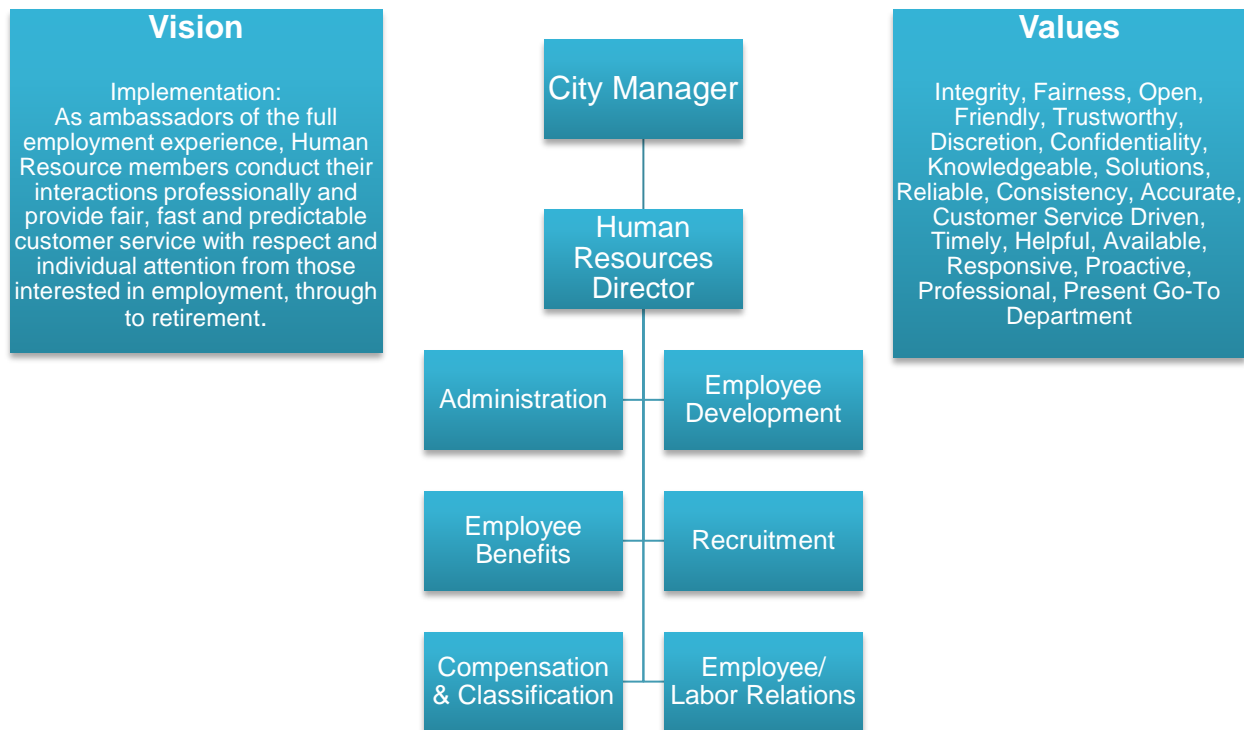 Vision
Implementation:
As ambassadors of the full
employment experience, Human
Resource members conduct their
interactions professionally and
provide fair, fast and predictable
customer service with respect and
individual attention from those
interested in employment, through
to retirement.
City Manager
Human
Resources
Director
Administration
Employee
Development
Employee
Benefits
Recruitment
Compensation
& Classification
Employee/
Labor Relations
Values
Integrity, Fairness, Open,
Friendly, Trustworthy,
Discretion, Confidentiality,
Knowledgeable, Solutions,
Reliable, Consistency, Accurate,
Customer Service Driven,
Timely, Helpful, Available,
Responsive, Proactive,
Professional, Present Go-To
Department